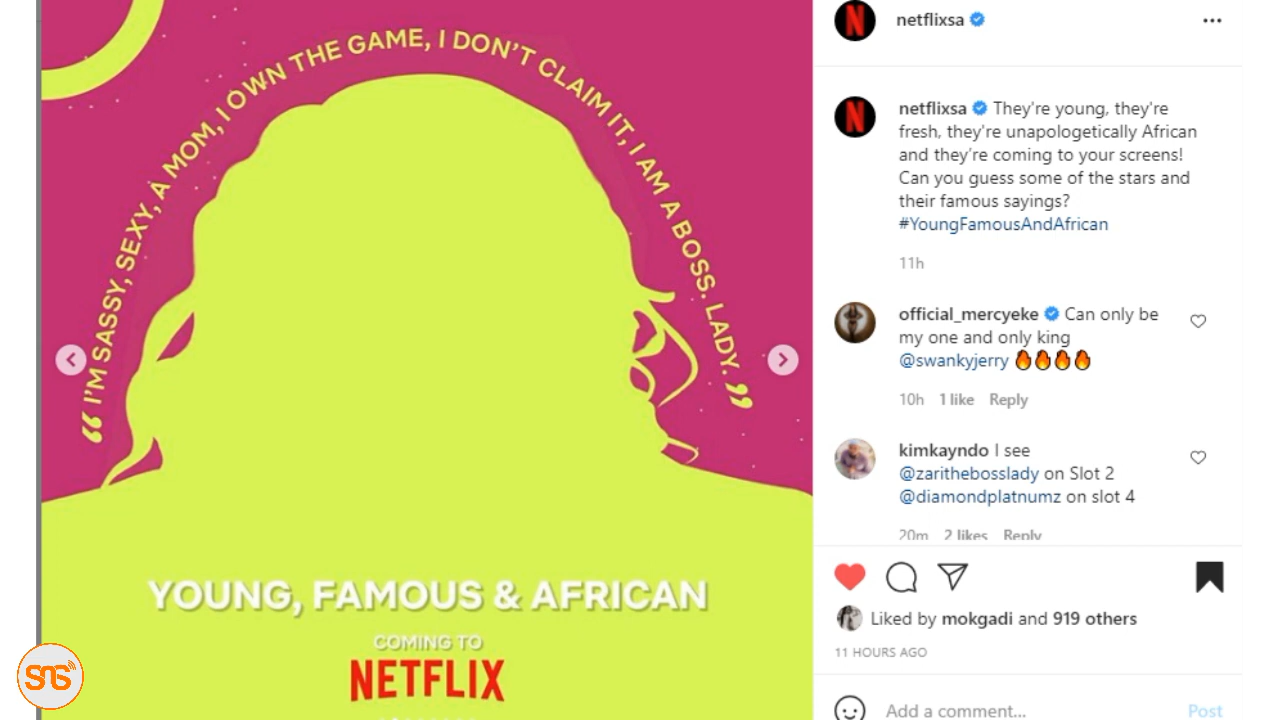 “ I’M SASSY, SEXY, A MOM, I OWN THE GAME, I DON’T CLAIM IT, I AM A BOSS. LADY. ”
YOUNG, FAMOUS & AFRICAN
COMING TO
NETFLIX
SNS
N
netflixsa
N
netflixsa They're young, they're
fresh, they're unapologetically African
and they’re coming to your screens!
Can you guess some of the stars and
their famous sayings?
#YoungFamousAndAfrican
11h
official_mercyeke Can only be
my one and only king
@swankyjerry 🔥🔥🔥🔥
10h 1 like Reply
kimkayndo I see
@zarithebosslady on Slot 2
@diamondplatnumz on slot 4
20m 2 likes Reply
Liked by mokgadi and 919 others
11 HOURS AGO
Add a comment... Post